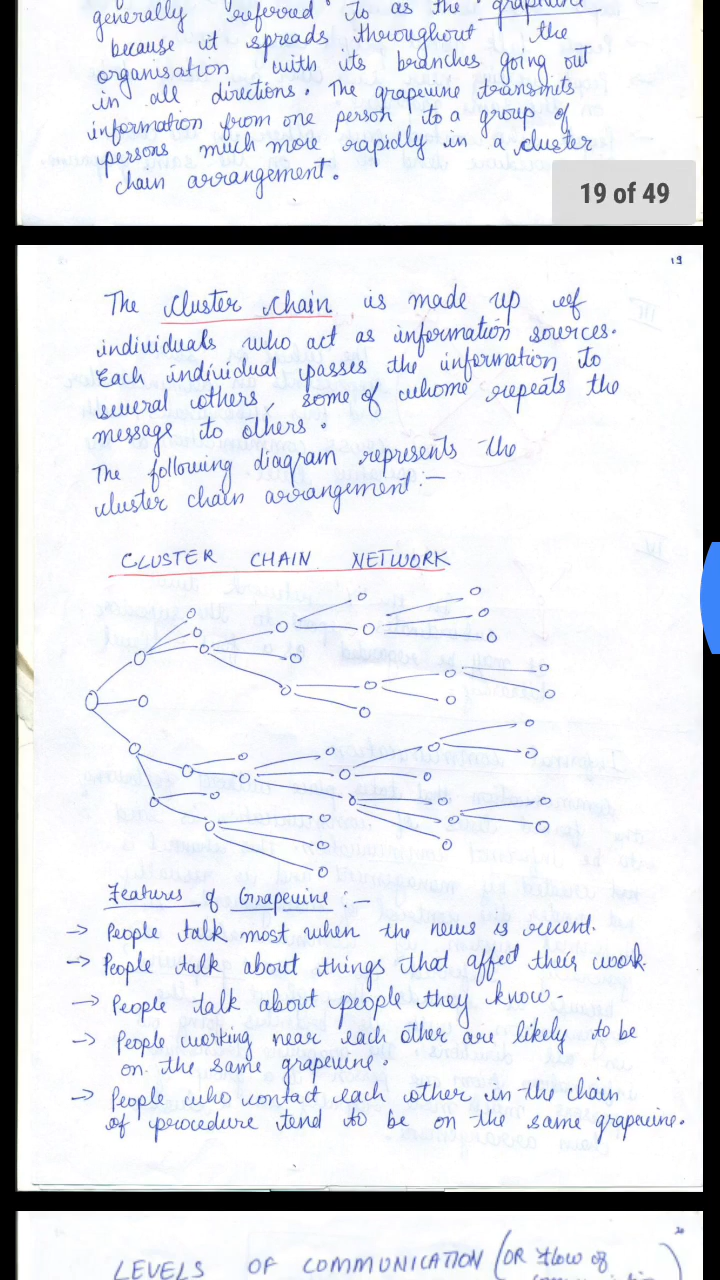 generally referred to as the grapevine
because it spreads throughout the
organisation with its branches going out
in all directions. The grapevine transmits
information from one person to a group of
persons much more rapidly in a cluster
chain arrangement.
19 of 49
19
The cluster chain is made up of
individuals who act as information sources.
Each individual passes the information to
several others, some of whome repeats the
message to others.
The following diagram represents the
cluster chain arrangement :-
CLUSTER CHAIN NETWORK
Features of Grapevine :-
→ People talk most when the news is recent.
→ People talk about things that affect their work.
→ People talk about people they know -
→ People working near each other are likely to be
on the same grapevine.
→ People who contact each other in the chain
of procedure tend to be on the same grapevine.
20
LEVELS OF COMMUNICATION (OR Flow of